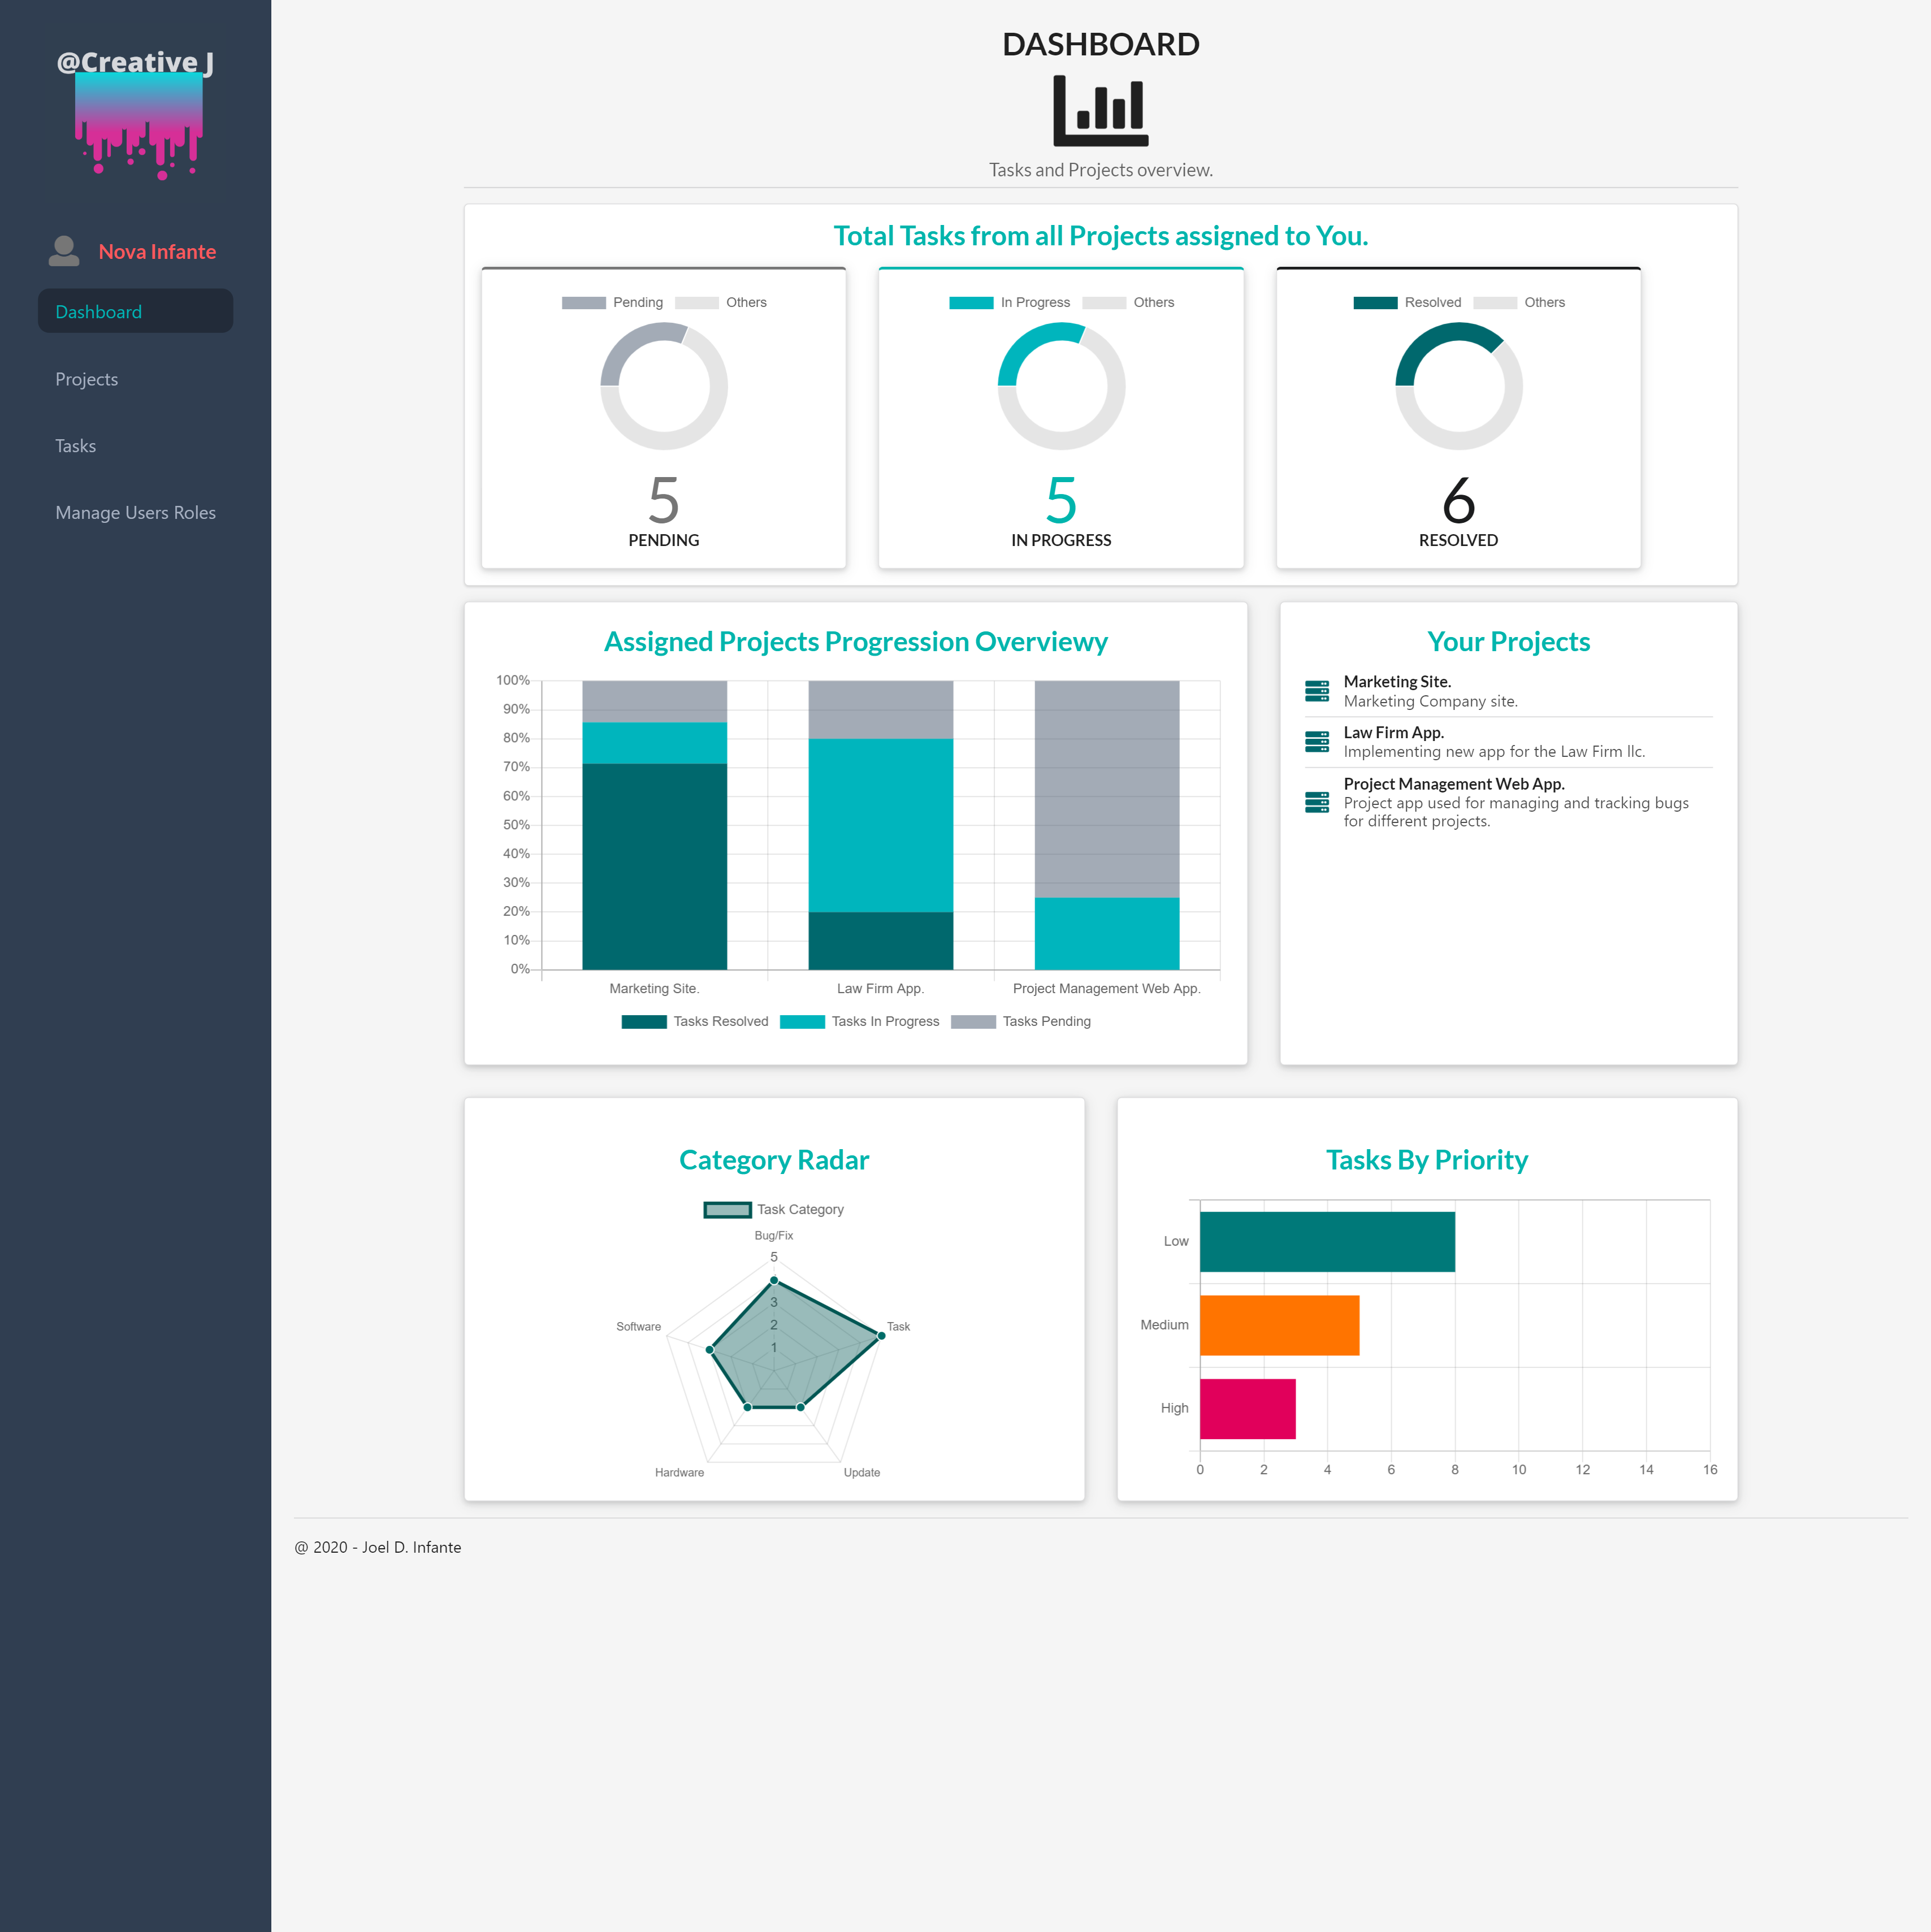 @Creative J
Nova Infante
Dashboard
Projects
Tasks
Manage Users Roles
DASHBOARD
Tasks and Projects overview.
Total Tasks from all Projects assigned to You.
Pending Others
5
PENDING
In Progress Others
5
IN PROGRESS
Resolved Others
6
RESOLVED
Assigned Projects Progression Overviewy
100%
90%
80%
70%
60%
50%
40%
30%
20%
10%
0%
Marketing Site. Law Firm App. Project Management Web App.
Tasks Resolved Tasks In Progress Tasks Pending
Your Projects
Marketing Site.
Marketing Company site.
Law Firm App.
Implementing new app for the Law Firm llc.
Project Management Web App.
Project app used for managing and tracking bugs
for different projects.
Category Radar
Task Category
Bug/Fix
5
3
2
1
Software Task
Hardware Update
Tasks By Priority
Low
Medium
High
0 2 4 6 8 10 12 14 16
@ 2020 - Joel D. Infante